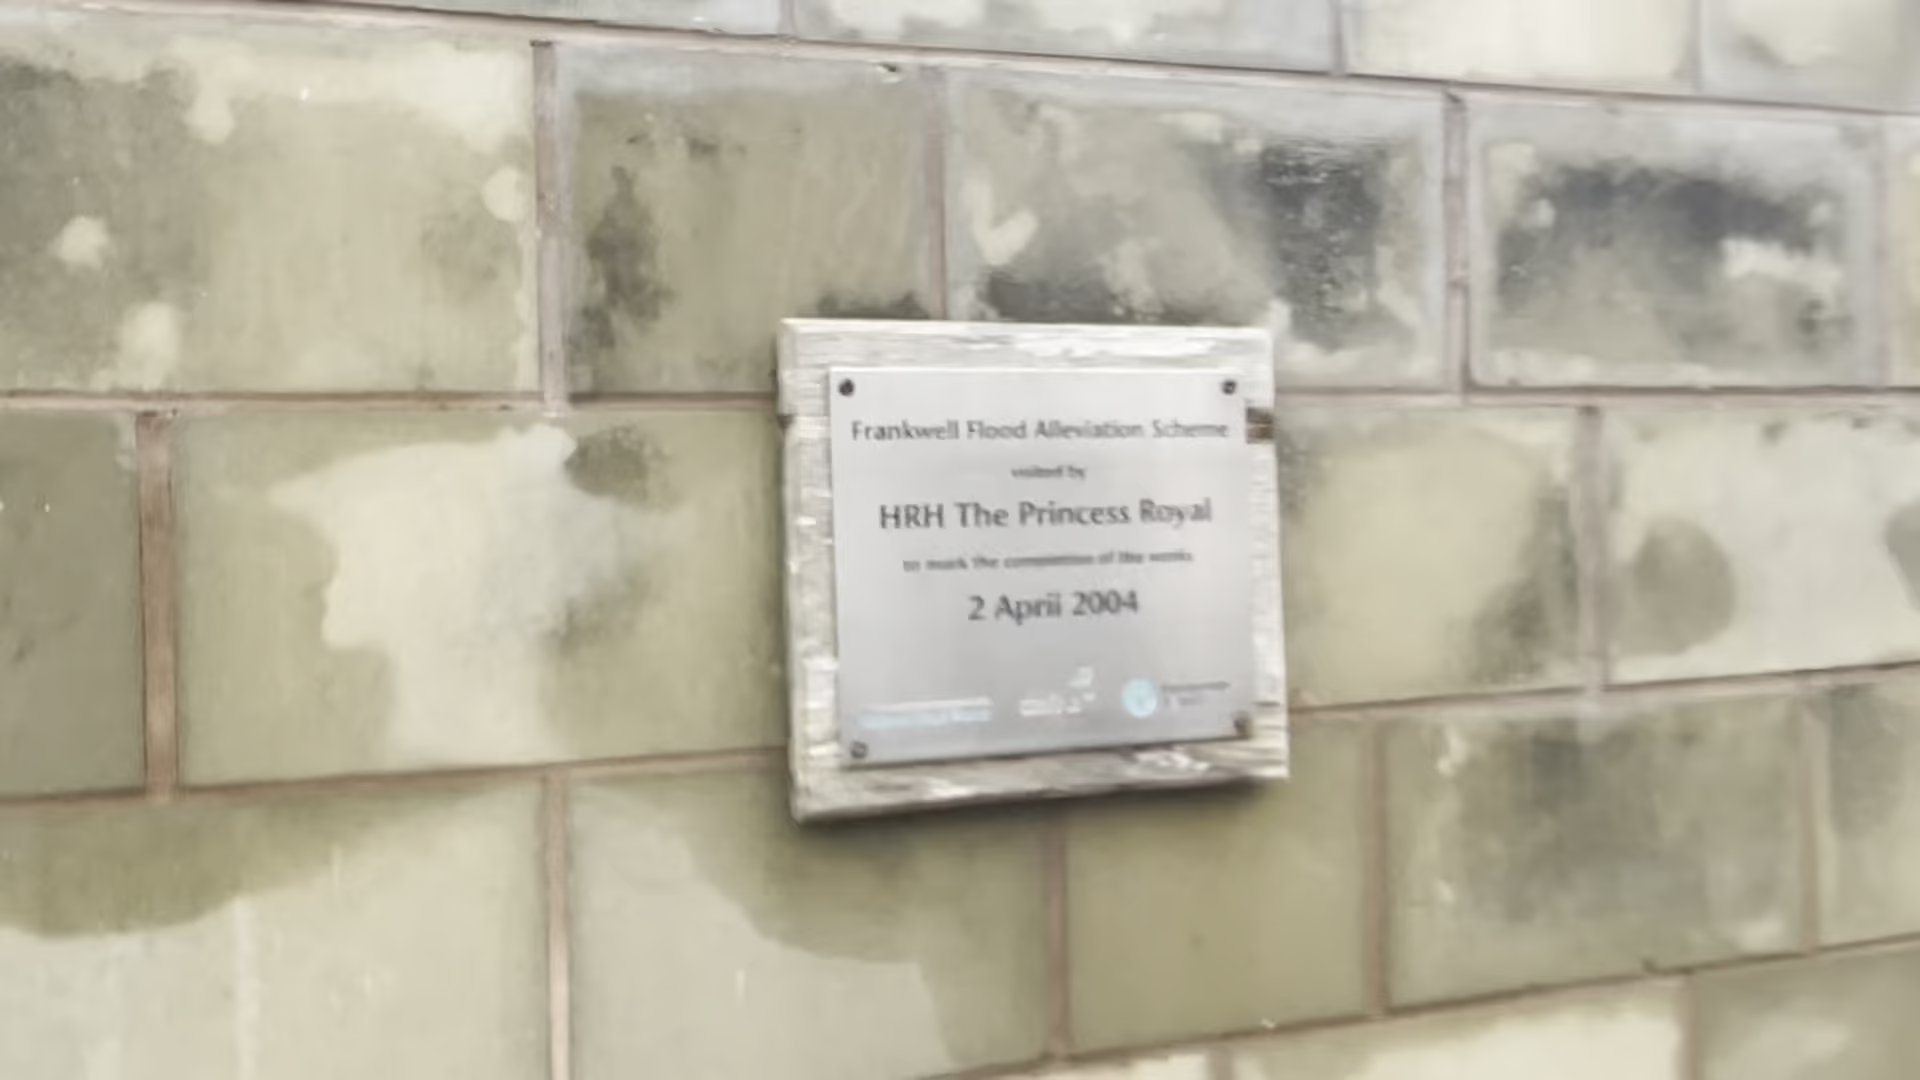 Frankwell Flood Alleviation Scheme
visited by
HRH The Princess Royal
to mark the completion of the works
2 April 2004